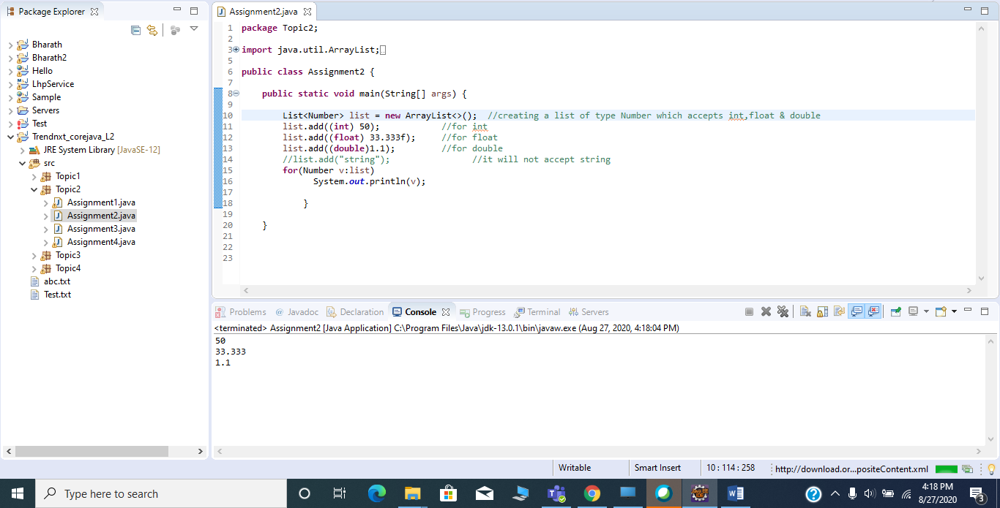 Package Explorer
Bharath
Bharath2
Hello
LhpService
Sample
Servers
Test
Trendnxt_corejava_L2
JRE System Library [JavaSE-12]
src
Topic1
Topic2
Assignment1.java
Assignment2.java
Assignment3.java
Assignment4.java
Topic3
Topic4
abc.txt
Test.txt
Assignment2.java
1 package Topic2;
2
3 import java.util.ArrayList;
5
6 public class Assignment2 {
7
8 public static void main(String[] args) {
9
10 List<Number> list = new ArrayList<>(); //creating a list of type Number which accepts int,float & double
11 list.add((int) 50); //for int
12 list.add((float) 33.333f); //for float
13 list.add((double)1.1); //for double
14 //list.add("string"); //it will not accept string
15 for(Number v:list)
16 System.out.println(v);
17
18 }
19
20 }
21
22
23
Problems @ Javadoc Declaration Console Progress Terminal Servers
<terminated> Assignment2 [Java Application] C:\Program Files\Java\jdk-13.0.1\bin\javaw.exe (Aug 27, 2020, 4:18:04 PM)
50
33.333
1.1
Writable Smart Insert 10 : 114 : 258 http://download.or...positeContent.xml
Type here to search
4:18 PM
8/27/2020
3